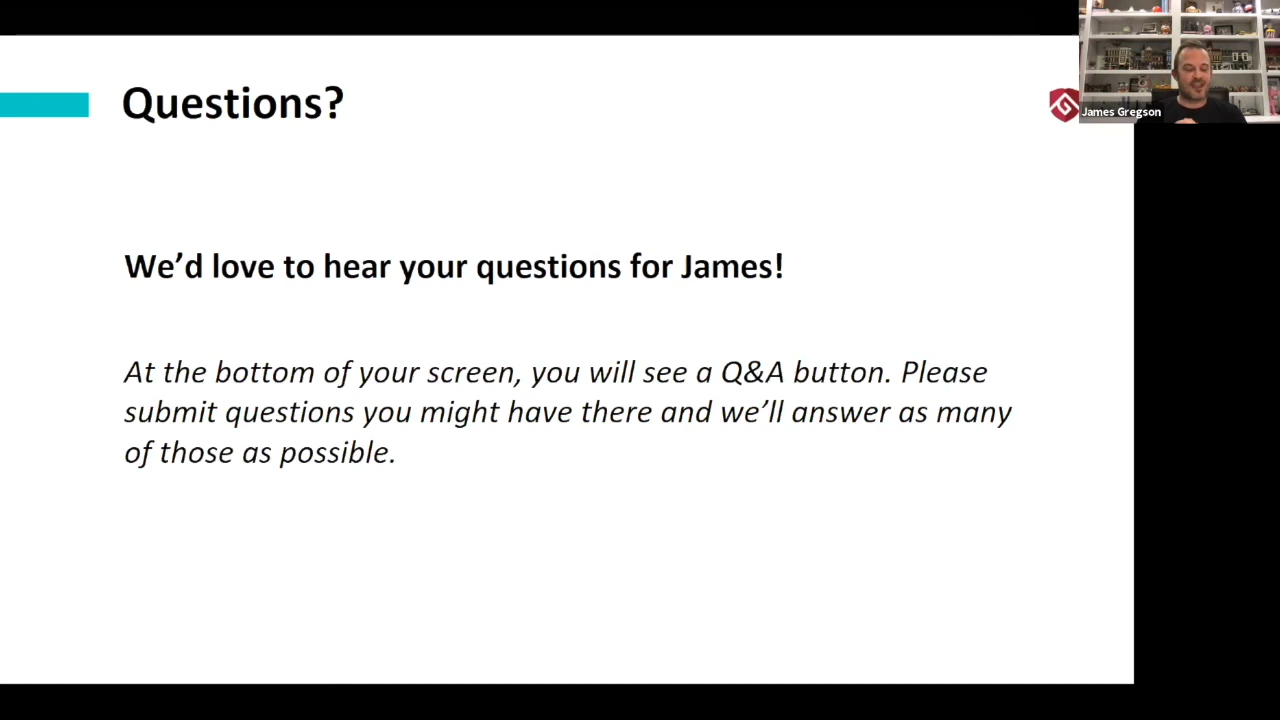 Questions?
James Gregson
We’d love to hear your questions for James!
At the bottom of your screen, you will see a Q&A button. Please
submit questions you might have there and we’ll answer as many
of those as possible.